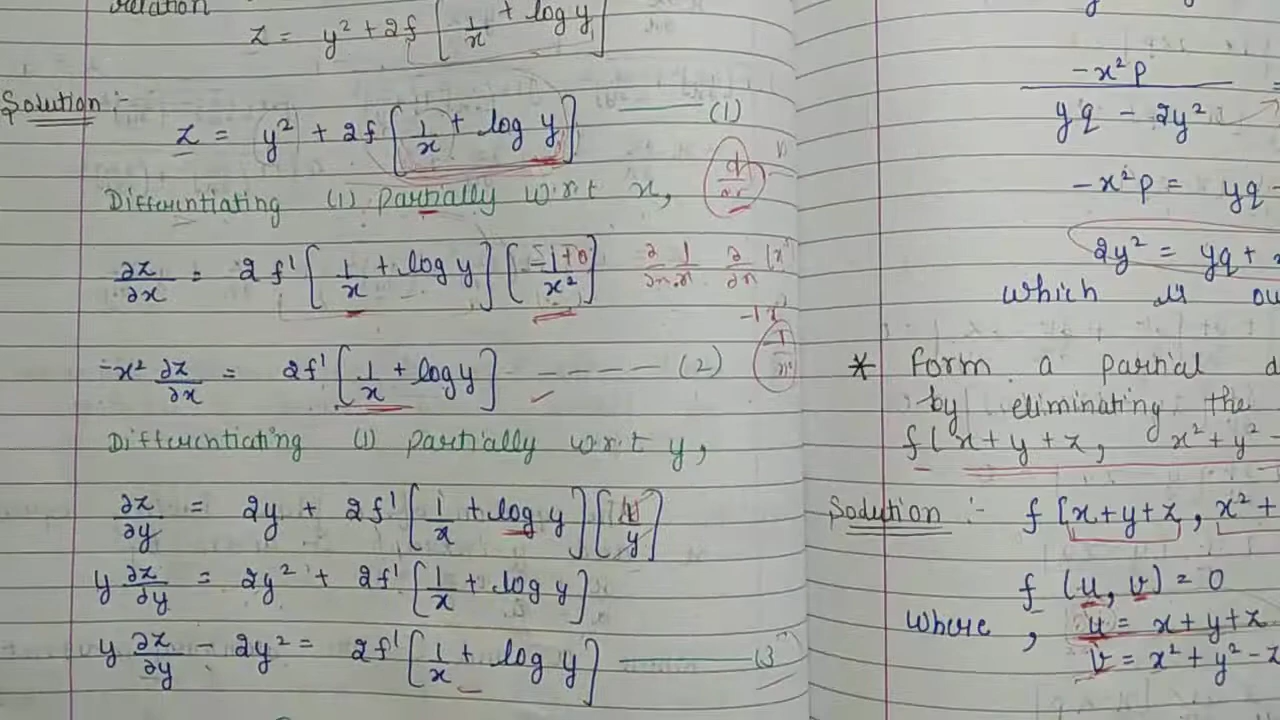 relation
z = y² + 2f [1/x + log y]
Solution :-
z = y² + 2f [1/x + log y] ——— (1)
Differentiating (1) partially w.r.t x,
∂z/∂x = 2f' [1/x + log y] [-1+0/x²]
-x² ∂z/∂x = 2f' [1/x + log y] ----- (2)
Differentiating (1) partially w.r.t y,
∂z/∂y = 2y + 2f' [1/x + log y] [1/y]
y ∂z/∂y = 2y² + 2f' [1/x + log y]
y ∂z/∂y - 2y² = 2f' [1/x + log y] ——— (3
-x²p / yq - 2y² =
-x²p = yq
2y² = yq +
which is ou
* Form a partial d
by eliminating the
f(x+y+z, x²+y²-
Solution :- f [x+y+z, x²+
f (u, v) = 0
where, u = x+y+z
v = x²+y²-z